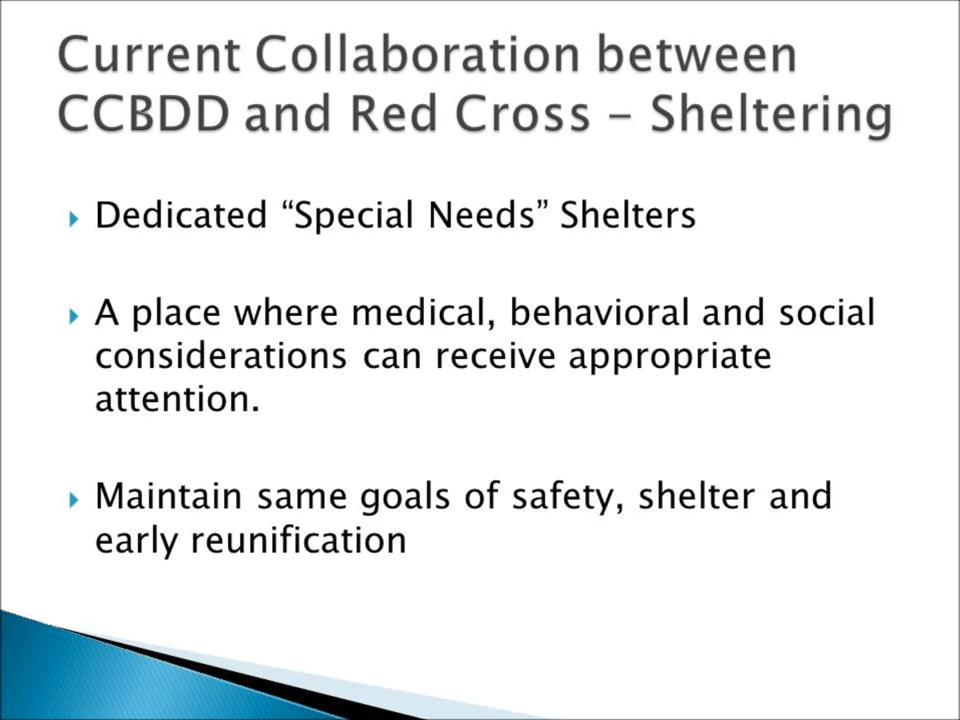 Current Collaboration between
CCBDD and Red Cross - Sheltering
Dedicated “Special Needs” Shelters
A place where medical, behavioral and social
considerations can receive appropriate
attention.
Maintain same goals of safety, shelter and
early reunification